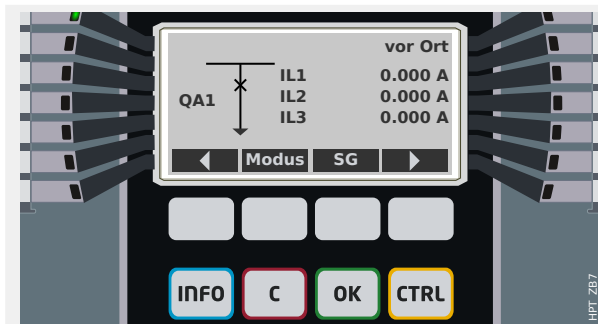 vor Ort
IL1 0.000 A
QA1 IL2 0.000 A
IL3 0.000 A
Modus SG
INFO C OK CTRL
HPT_ZB7